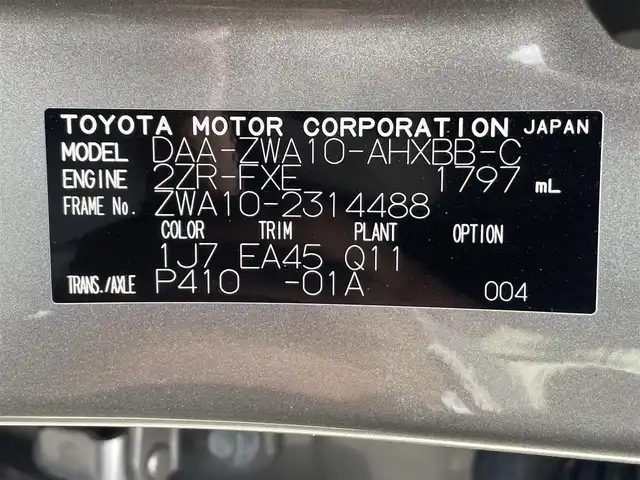 TOYOTA MOTOR CORPORATION JAPAN
MODEL DAA-ZWA10-AHXBB-C
ENGINE 2ZR-FXE 1797 mL
FRAME No. ZWA10-2314488
COLOR TRIM PLANT OPTION
1J7 EA45 Q11
TRANS./AXLE P410 -01A 004